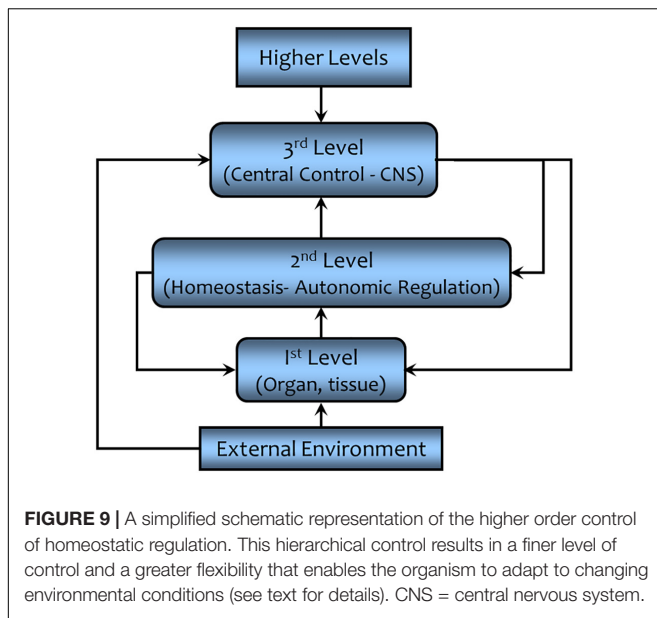 Higher Levels
3rd Level
(Central Control - CNS)
2nd Level
(Homeostasis- Autonomic Regulation)
1st Level
(Organ, tissue)
External Environment
FIGURE 9 | A simplified schematic representation of the higher order control
of homeostatic regulation. This hierarchical control results in a finer level of
control and a greater flexibility that enables the organism to adapt to changing
environmental conditions (see text for details). CNS = central nervous system.